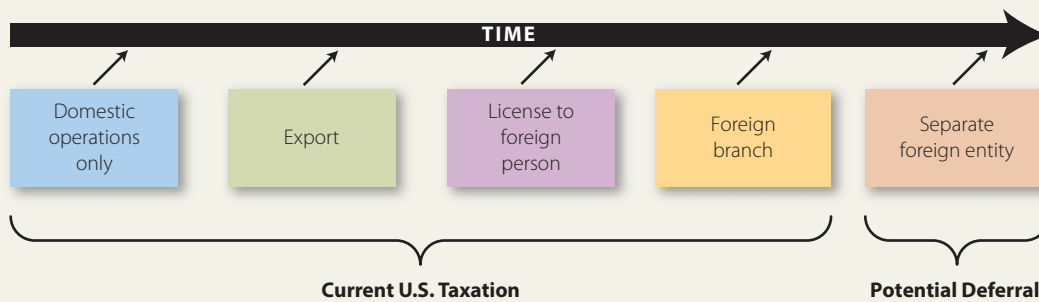 TIME
Domestic
operations
only
Export
License to
foreign
person
Foreign
branch
Separate
foreign entity
Current U.S. Taxation
Potential Deferral